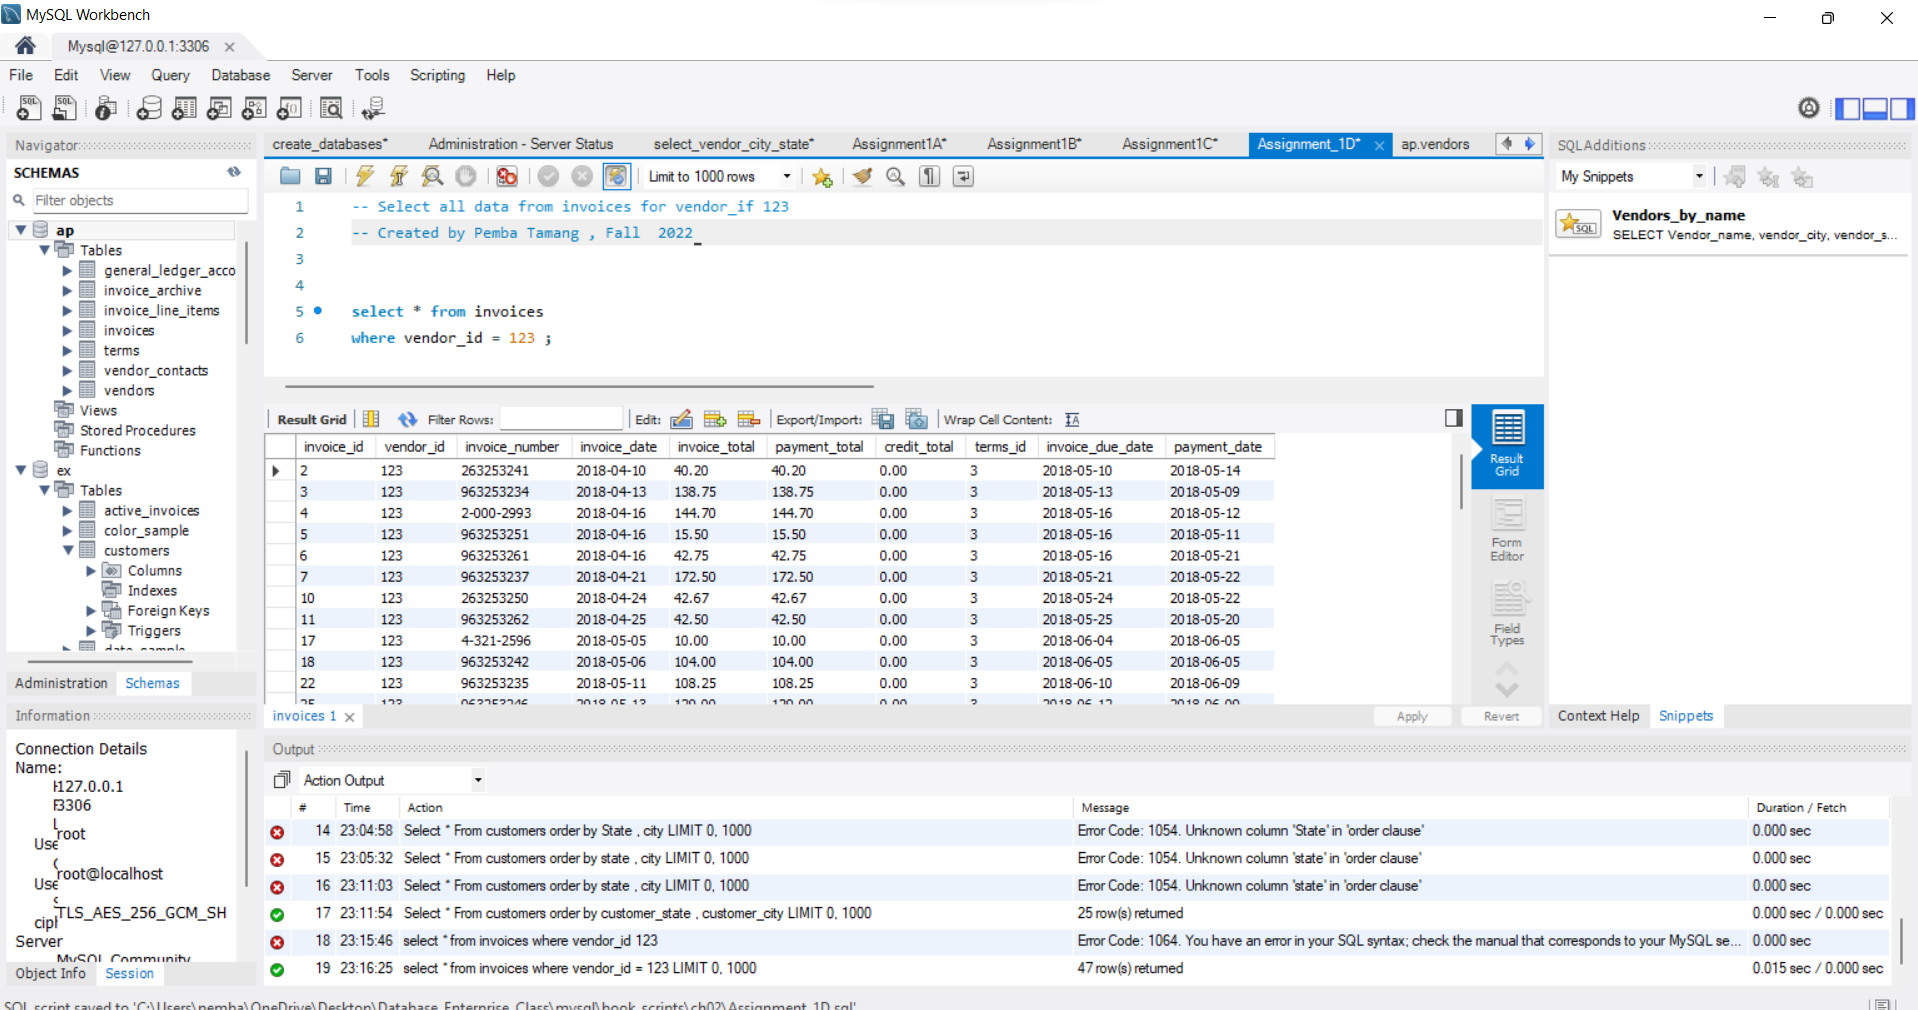 MySQL Workbench
Mysql@127.0.0.1:3306
File Edit View Query Database Server Tools Scripting Help
Navigator
SCHEMAS
Filter objects
ap
Tables
general_ledger_acco
invoice_archive
invoice_line_items
invoices
terms
vendor_contacts
vendors
Views
Stored Procedures
Functions
ex
Tables
active_invoices
color_sample
customers
Columns
Indexes
Foreign Keys
Triggers
date_sample
Administration Schemas
Information
Connection Details
Name:
127.0.0.1
3306
root
Use
root@localhost
Use
TLS_AES_256_GCM_SH
ciph
Server
MySQL Community
Object Info Session
create_databases* Administration - Server Status select_vendor_city_state* Assignment1A* Assignment1B* Assignment1C* Assignment_1D* ap.vendors
Limit to 1000 rows
1 -- Select all data from invoices for vendor_if 123
2 -- Created by Pemba Tamang , Fall  2022
3
4
5 select * from invoices
6 where vendor_id = 123 ;
Result Grid Filter Rows: Edit: Export/Import: Wrap Cell Content:
invoice_id vendor_id invoice_number invoice_date invoice_total payment_total credit_total terms_id invoice_due_date payment_date
2 123 263253241 2018-04-10 40.20 40.20 0.00 3 2018-05-10 2018-05-14
3 123 963253234 2018-04-13 138.75 138.75 0.00 3 2018-05-13 2018-05-09
4 123 2-000-2993 2018-04-16 144.70 144.70 0.00 3 2018-05-16 2018-05-12
5 123 963253251 2018-04-16 15.50 15.50 0.00 3 2018-05-16 2018-05-11
6 123 963253261 2018-04-16 42.75 42.75 0.00 3 2018-05-16 2018-05-21
7 123 963253237 2018-04-21 172.50 172.50 0.00 3 2018-05-21 2018-05-22
10 123 263253250 2018-04-24 42.67 42.67 0.00 3 2018-05-24 2018-05-22
11 123 963253262 2018-04-25 42.50 42.50 0.00 3 2018-05-25 2018-05-20
17 123 4-321-2596 2018-05-05 10.00 10.00 0.00 3 2018-06-04 2018-06-05
18 123 963253242 2018-05-06 104.00 104.00 0.00 3 2018-06-05 2018-06-05
22 123 963253235 2018-05-11 108.25 108.25 0.00 3 2018-06-10 2018-06-09
25 123 963253246 2018-05-13 129.00 129.00 0.00 3 2018-06-12 2018-06-09
Result
Grid
Form
Editor
Field
Types
invoices 1
Apply Revert
SQLAdditions
My Snippets
Vendors_by_name
SELECT Vendor_name, vendor_city, vendor_s...
Context Help Snippets
Output
Action Output
# Time Action Message Duration / Fetch
14 23:04:58 Select * From customers order by State , city LIMIT 0, 1000 Error Code: 1054. Unknown column 'State' in 'order clause' 0.000 sec
15 23:05:32 Select * From customers order by state , city LIMIT 0, 1000 Error Code: 1054. Unknown column 'state' in 'order clause' 0.000 sec
16 23:11:03 Select * From customers order by state , city LIMIT 0, 1000 Error Code: 1054. Unknown column 'state' in 'order clause' 0.000 sec
17 23:11:54 Select * From customers order by customer_state , customer_city LIMIT 0, 1000 25 row(s) returned 0.000 sec / 0.000 sec
18 23:15:46 select * from invoices where vendor_id 123 Error Code: 1064. You have an error in your SQL syntax; check the manual that corresponds to your MySQL se... 0.000 sec
19 23:16:25 select * from invoices where vendor_id = 123 LIMIT 0, 1000 47 row(s) returned 0.015 sec / 0.000 sec
SQL script saved to 'C:\Users\pemba\OneDrive\Desktop\Database_Enterprise_Class\mysql\book_scripts\ch02\Assignment_1D.sql'